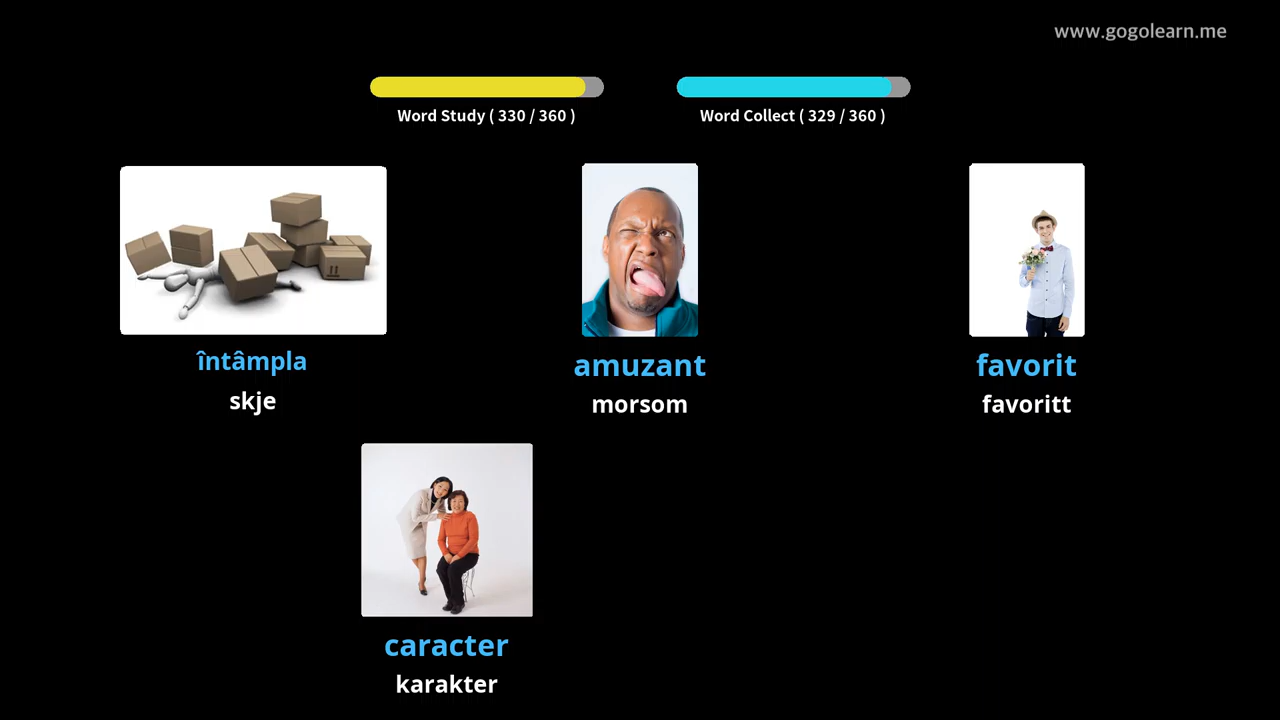 www.gogolearn.me
Word Study ( 330 / 360 )
Word Collect ( 329 / 360 )
întâmpla
skje
amuzant
morsom
favorit
favoritt
caracter
karakter